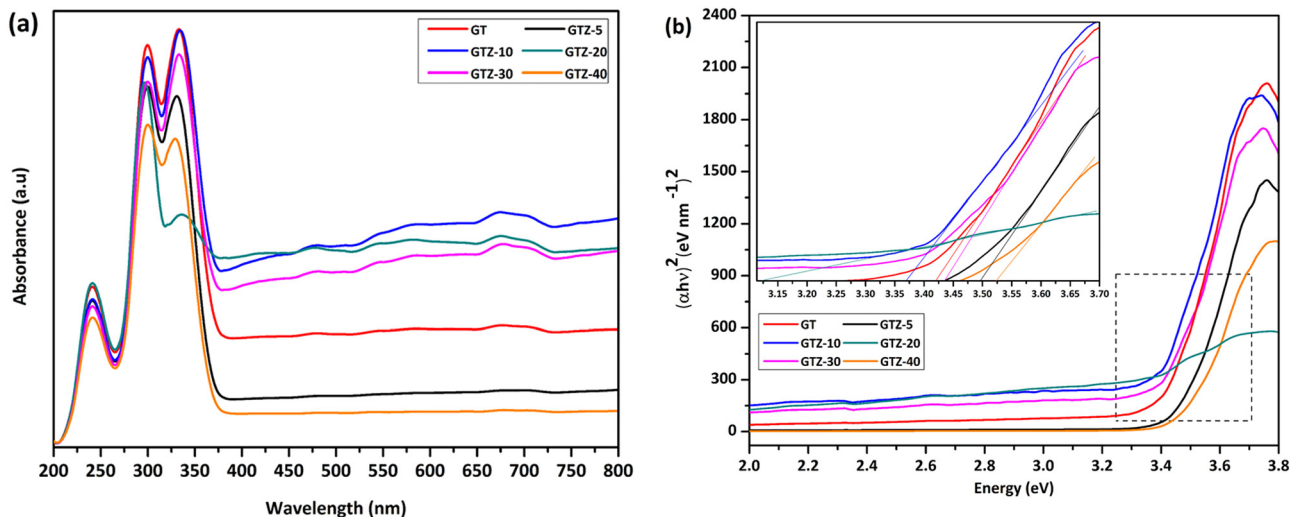 (a)
GT
GTZ-5
GTZ-10
GTZ-20
GTZ-30
GTZ-40
Absorbance (a.u)
200 250 300 350 400 450 500 550 600 650 700 750 800
Wavelength (nm)
(b)
2400
2100
1800
1500
1200
900
600
300
0
(αhν)² (eV nm⁻¹)²
3.15 3.20 3.25 3.30 3.35 3.40 3.45 3.50 3.55 3.60 3.65 3.70
GT
GTZ-5
GTZ-10
GTZ-20
GTZ-30
GTZ-40
2.0 2.2 2.4 2.6 2.8 3.0 3.2 3.4 3.6 3.8
Energy (eV)